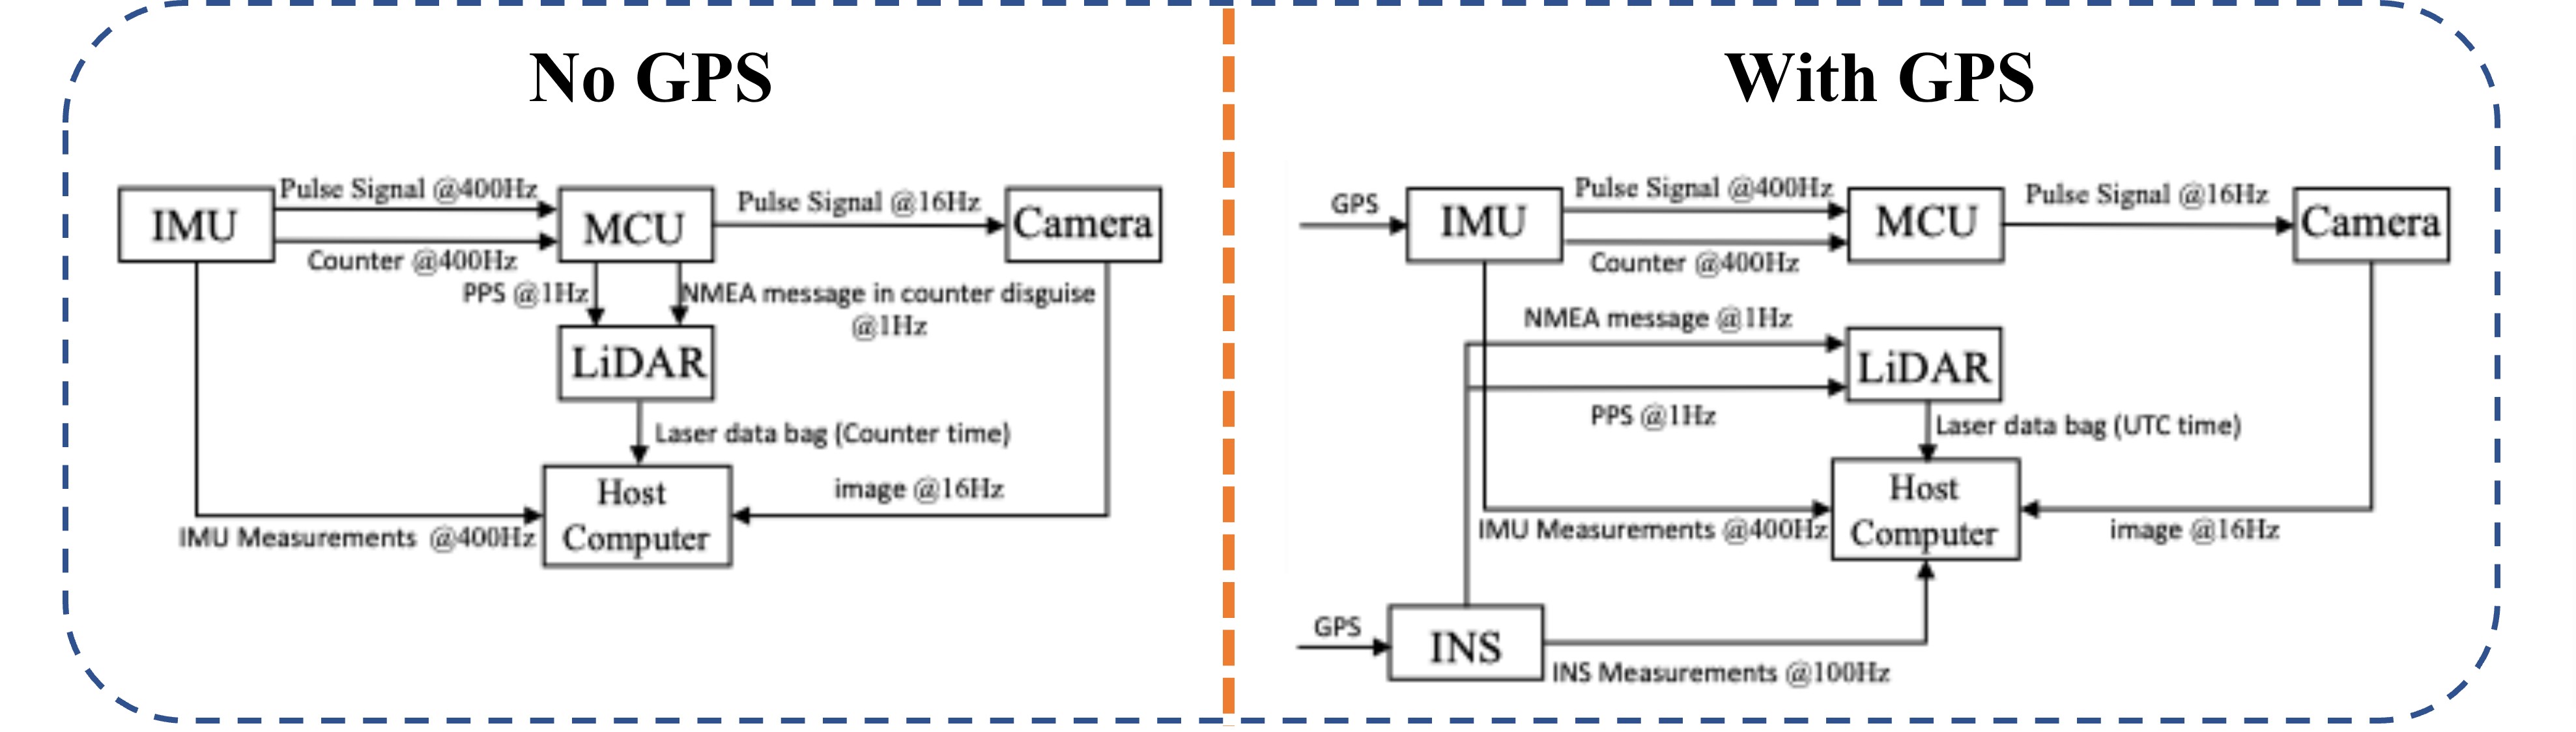 No GPS
IMU
Pulse Signal @400Hz
Counter @400Hz
MCU
Pulse Signal @16Hz
Camera
PPS @1Hz
NMEA message in counter disguise
@1Hz
LiDAR
Laser data bag (Counter time)
Host
Computer
image @16Hz
IMU Measurements @400Hz
With GPS
GPS
IMU
Pulse Signal @400Hz
Counter @400Hz
MCU
Pulse Signal @16Hz
Camera
NMEA message @1Hz
PPS @1Hz
LiDAR
Laser data bag (UTC time)
Host
Computer
IMU Measurements @400Hz
image @16Hz
GPS
INS
INS Measurements @100Hz